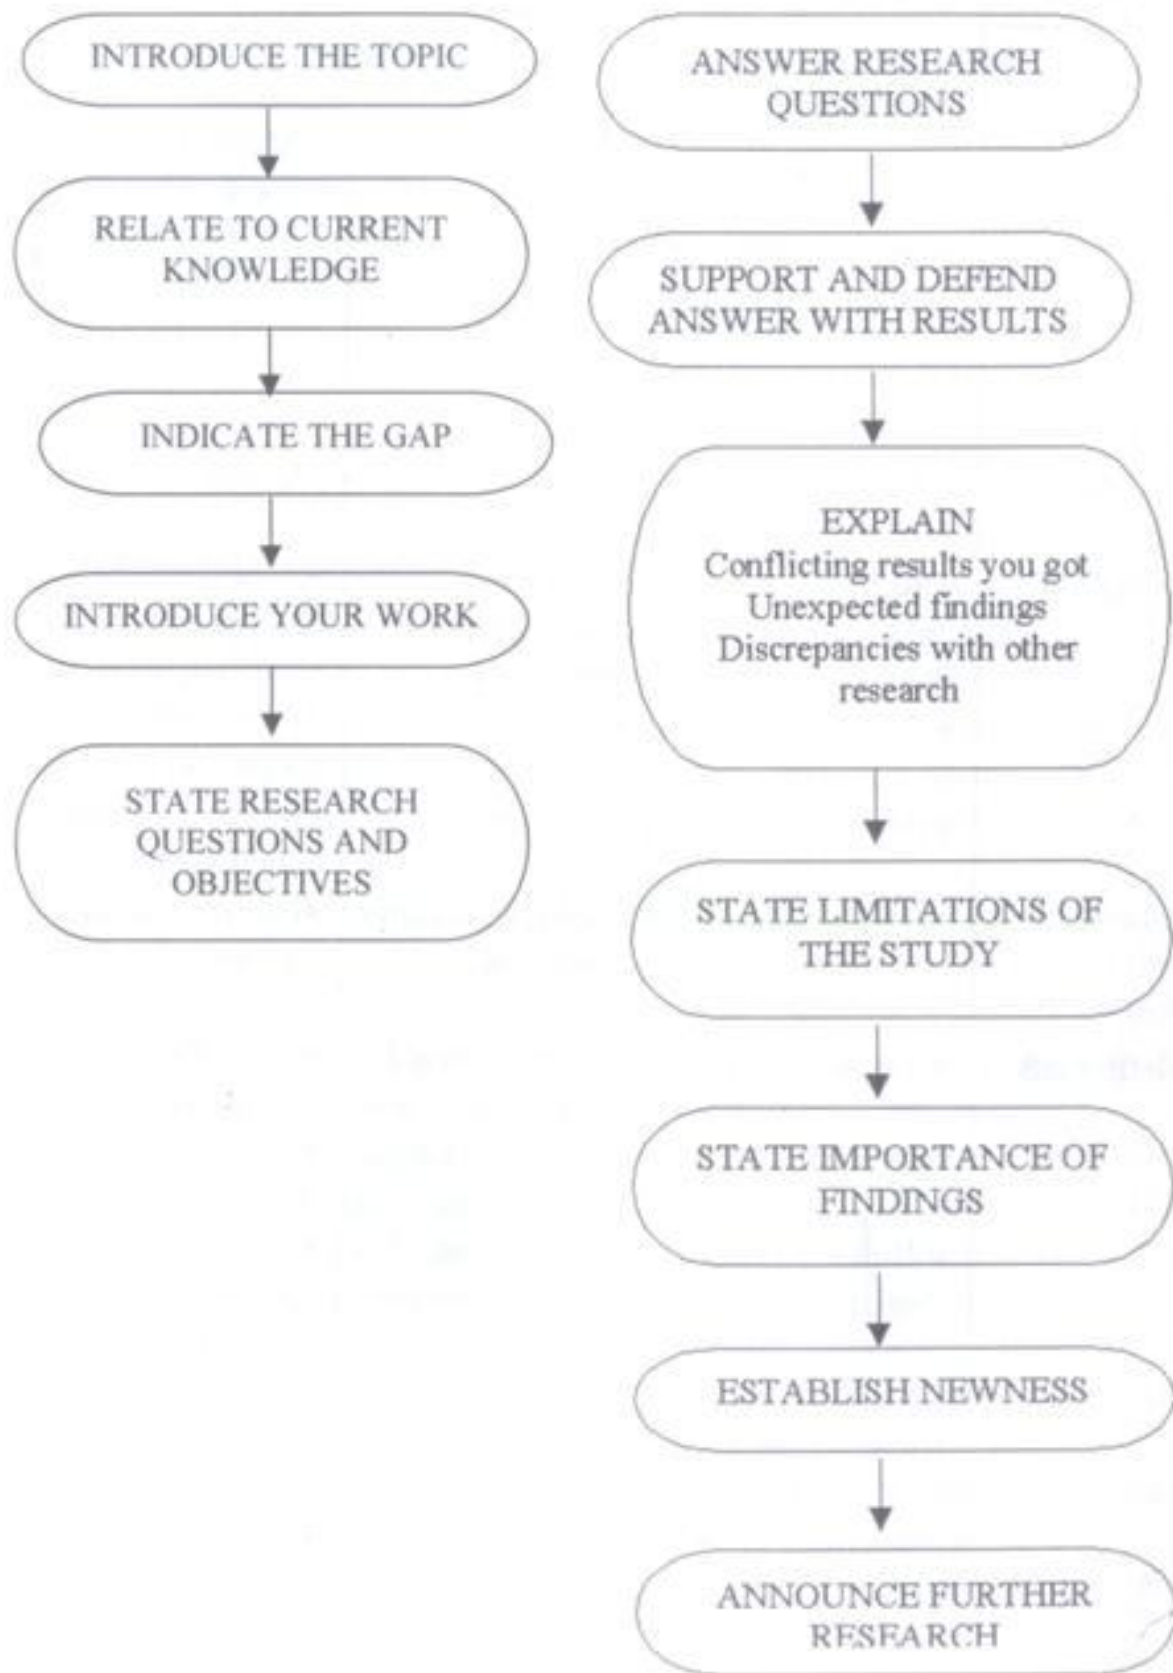 INTRODUCE THE TOPIC
RELATE TO CURRENT
KNOWLEDGE
INDICATE THE GAP
INTRODUCE YOUR WORK
STATE RESEARCH
QUESTIONS AND
OBJECTIVES
ANSWER RESEARCH
QUESTIONS
SUPPORT AND DEFEND
ANSWER WITH RESULTS
EXPLAIN
Conflicting results you got
Unexpected findings
Discrepancies with other
research
STATE LIMITATIONS OF
THE STUDY
STATE IMPORTANCE OF
FINDINGS
ESTABLISH NEWNESS
ANNOUNCE FURTHER
RESEARCH